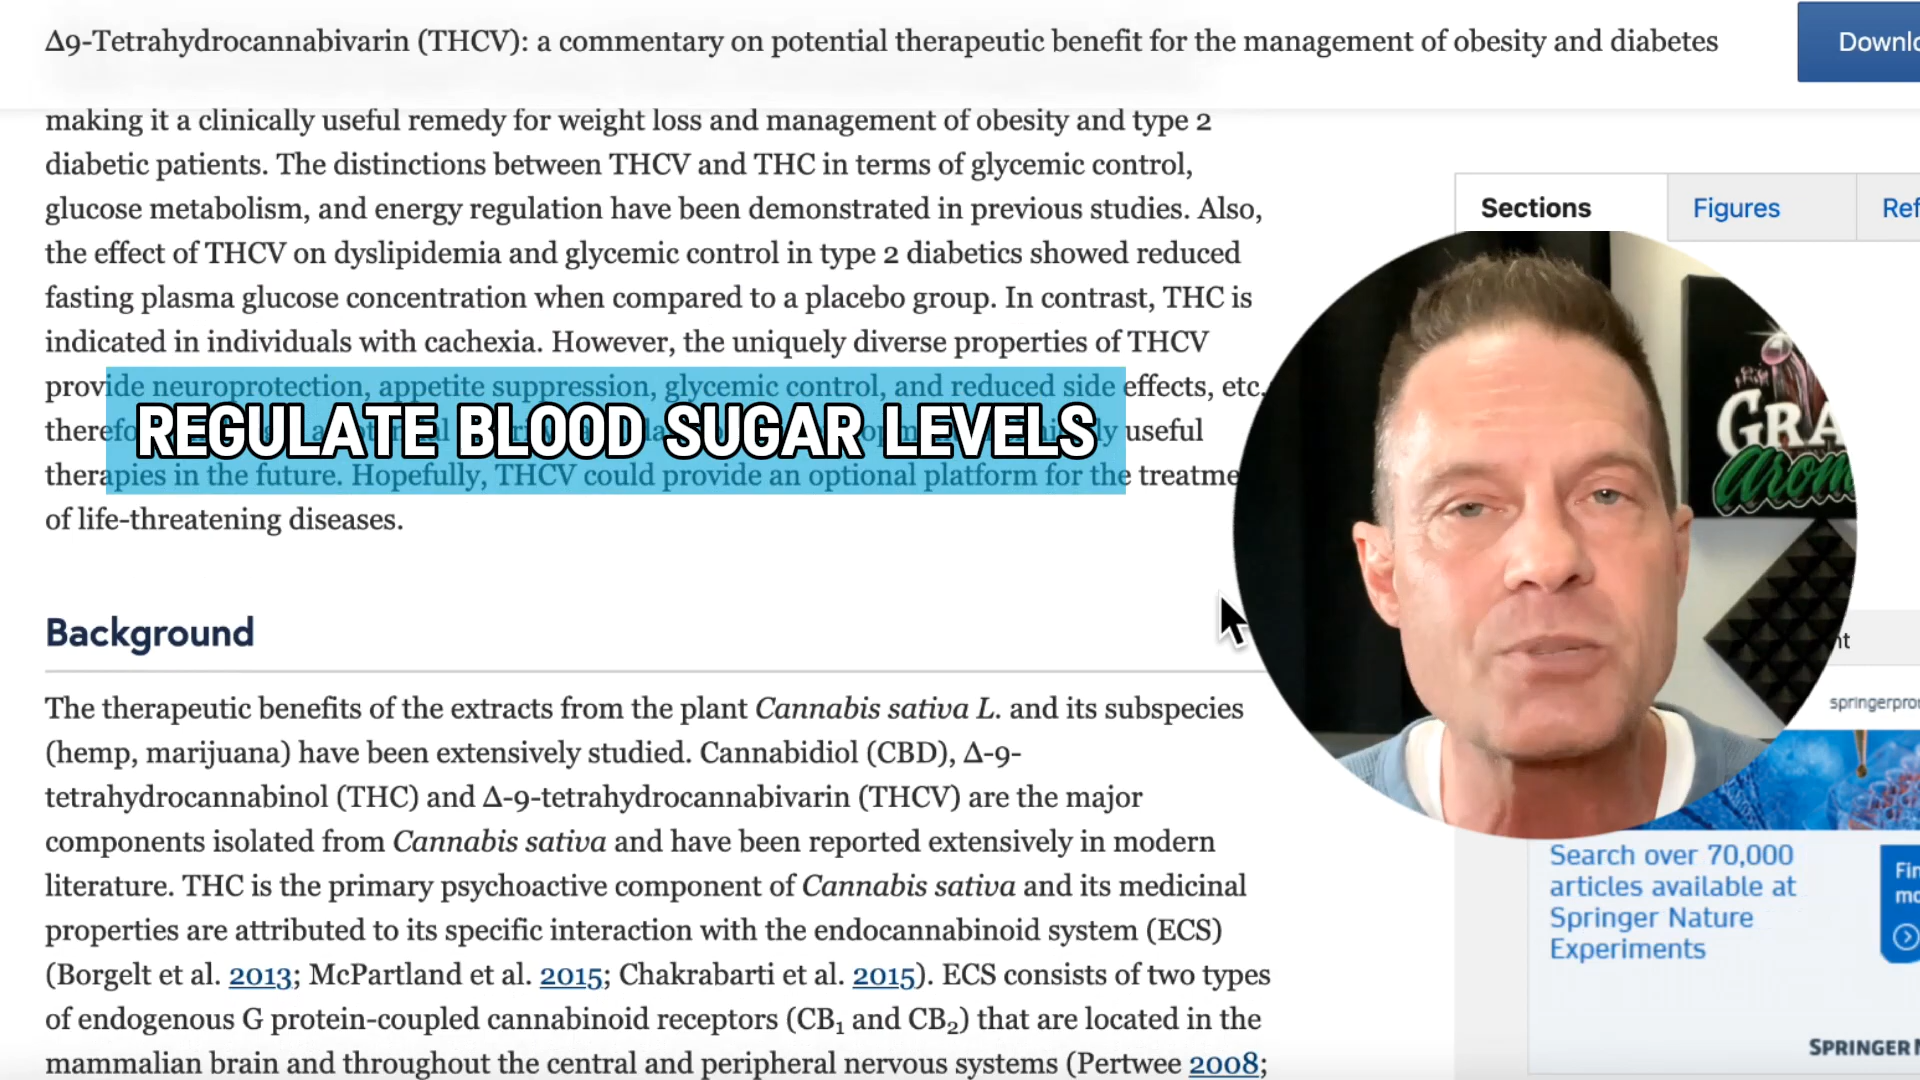 Δ9-Tetrahydrocannabivarin (THCV): a commentary on potential therapeutic benefit for the management of obesity and diabetes
Downlo
making it a clinically useful remedy for weight loss and management of obesity and type 2
diabetic patients. The distinctions between THCV and THC in terms of glycemic control,
glucose metabolism, and energy regulation have been demonstrated in previous studies. Also,
the effect of THCV on dyslipidemia and glycemic control in type 2 diabetics showed reduced
fasting plasma glucose concentration when compared to a placebo group. In contrast, THC is
indicated in individuals with cachexia. However, the uniquely diverse properties of THCV
provide neuroprotection, appetite suppression, glycemic control, and reduced side effects, etc.
useful
REGULATE BLOOD SUGAR LEVELS
therapies in the future. Hopefully, THCV could provide an optional platform for the treatme
of life-threatening diseases.
Sections
Figures
Ref
GRA
arom
Background
The therapeutic benefits of the extracts from the plant Cannabis sativa L. and its subspecies
(hemp, marijuana) have been extensively studied. Cannabidiol (CBD), Δ-9-
tetrahydrocannabinol (THC) and Δ-9-tetrahydrocannabivarin (THCV) are the major
components isolated from Cannabis sativa and have been reported extensively in modern
literature. THC is the primary psychoactive component of Cannabis sativa and its medicinal
properties are attributed to its specific interaction with the endocannabinoid system (ECS)
(Borgelt et al. 2013; McPartland et al. 2015; Chakrabarti et al. 2015). ECS consists of two types
of endogenous G protein-coupled cannabinoid receptors (CB₁ and CB₂) that are located in the
mammalian brain and throughout the central and peripheral nervous systems (Pertwee 2008;
nt
springerpro
Search over 70,000
articles available at
Springer Nature
Experiments
Fin
mo
SPRINGER N